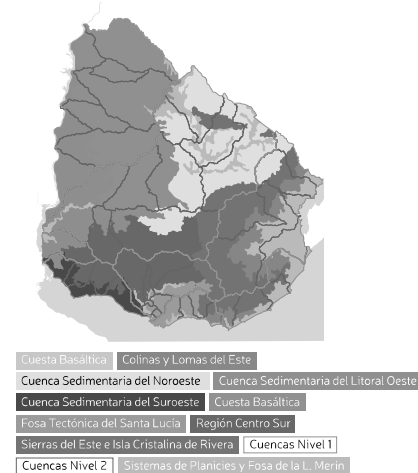 Cuesta Basáltica Colinas y Lomas del Este
Cuenca Sedimentaria del Noroeste Cuenca Sedimentaria del Litoral Oeste
Cuenca Sedimentaria del Suroeste Cuesta Basáltica
Fosa Tectónica del Santa Lucía Región Centro Sur
Sierras del Este e Isla Cristalina de Rivera Cuencas Nivel 1
Cuencas Nivel 2 Sistemas de Planicies y Fosa de la L. Merín